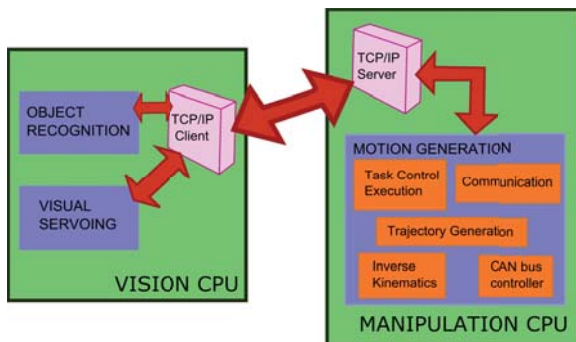 OBJECT
RECOGNITION
VISUAL
SERVOING
TCP/IP
Client
VISION CPU
TCP/IP
Server
MOTION GENERATION
Task Control
Execution
Communication
Trajectory Generation
Inverse
Kinematics
CAN bus
controller
MANIPULATION CPU